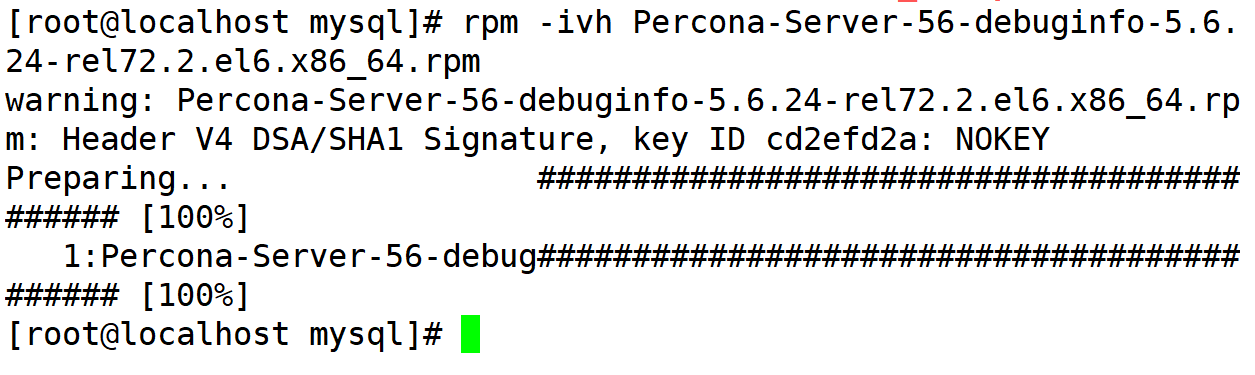 [root@localhost mysql]# rpm -ivh Percona-Server-56-debuginfo-5.6.
24-rel72.2.el6.x86_64.rpm
warning: Percona-Server-56-debuginfo-5.6.24-rel72.2.el6.x86_64.rp
m: Header V4 DSA/SHA1 Signature, key ID cd2efd2a: NOKEY
Preparing...                #####################################
###### [100%]
   1:Percona-Server-56-debug#####################################
###### [100%]
[root@localhost mysql]#